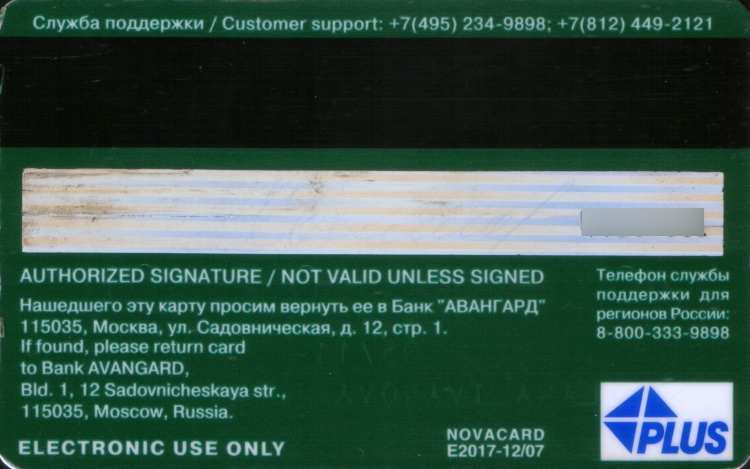 Служба поддержки / Customer support: +7(495) 234-9898; +7(812) 449-2121
AUTHORIZED SIGNATURE / NOT VALID UNLESS SIGNED
Нашедшего эту карту просим вернуть ее в Банк "АВАНГАРД"
115035, Москва, ул. Садовническая, д. 12, стр. 1.
If found, please return card
to Bank AVANGARD,
Bld. 1, 12 Sadovnicheskaya str.,
115035, Moscow, Russia.
ELECTRONIC USE ONLY
Телефон службы
поддержки для
регионов России:
8-800-333-9898
NOVACARD
E2017-12/07
PLUS